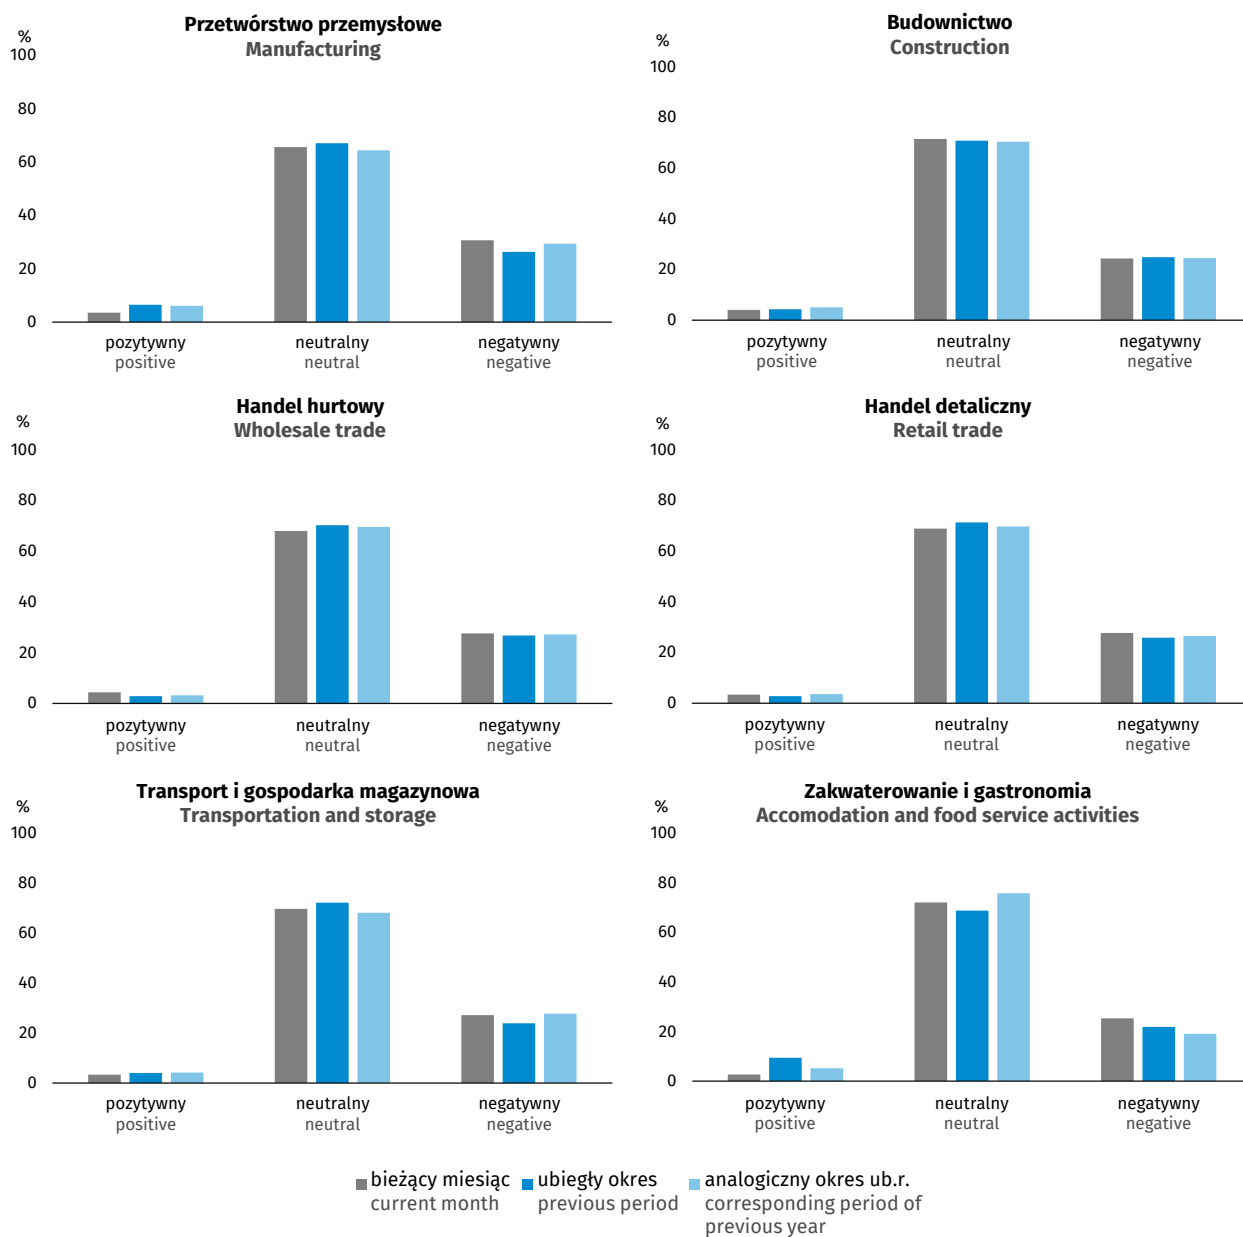 Przetwórstwo przemysłowe
Manufacturing
%
100
80
60
40
20
0
pozytywny
positive
neutralny
neutral
negatywny
negative
Budownictwo
Construction
%
100
80
60
40
20
0
pozytywny
positive
neutralny
neutral
negatywny
negative
Handel hurtowy
Wholesale trade
%
100
80
60
40
20
0
pozytywny
positive
neutralny
neutral
negatywny
negative
Handel detaliczny
Retail trade
%
100
80
60
40
20
0
pozytywny
positive
neutralny
neutral
negatywny
negative
Transport i gospodarka magazynowa
Transportation and storage
%
100
80
60
40
20
0
pozytywny
positive
neutralny
neutral
negatywny
negative
Zakwaterowanie i gastronomia
Accomodation and food service activities
%
100
80
60
40
20
0
pozytywny
positive
neutralny
neutral
negatywny
negative
bieżący miesiąc
current month
ubiegły okres
previous period
analogiczny okres ub.r.
corresponding period of
previous year